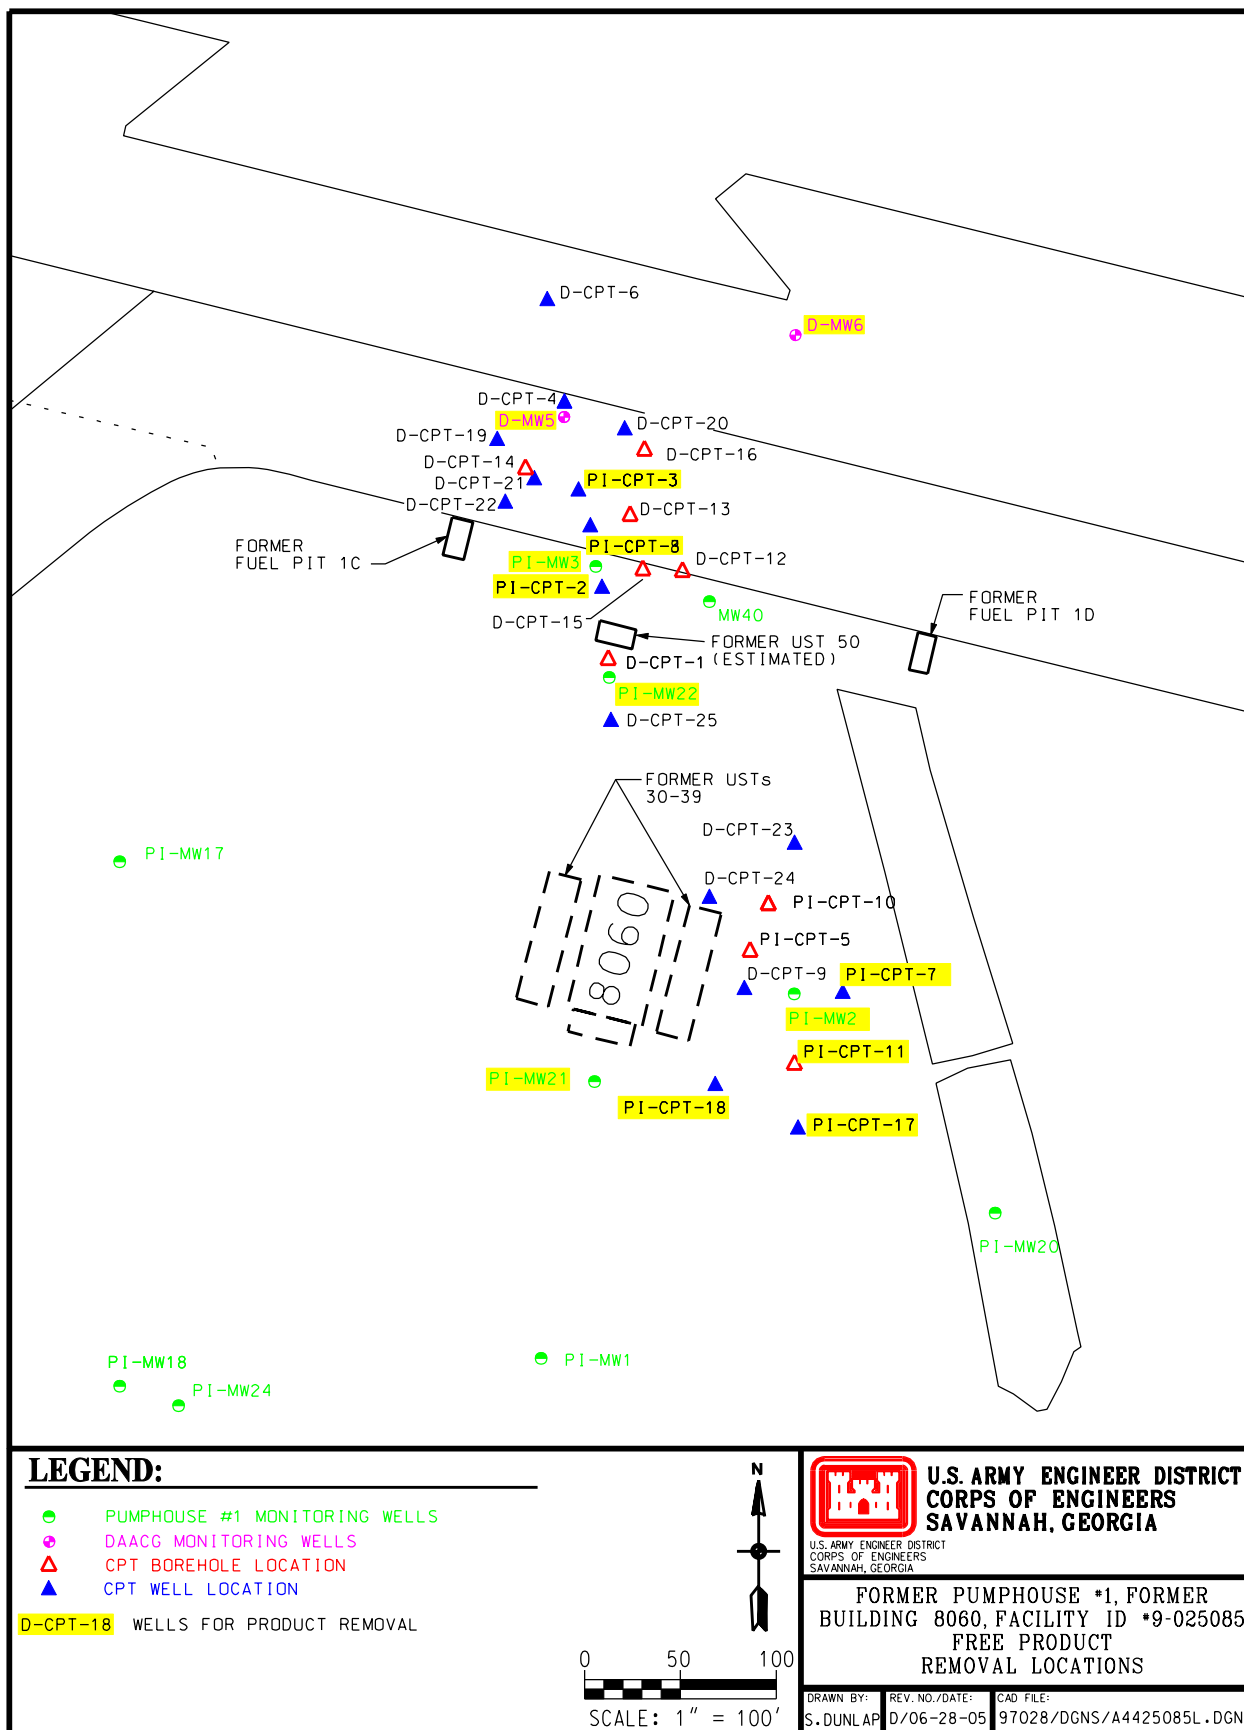 D-CPT-6
D-MW6
D-CPT-4
D-MW5
D-CPT-20
D-CPT-19
D-CPT-16
D-CPT-14
D-CPT-21
PI-CPT-3
D-CPT-22
D-CPT-13
FORMER
FUEL PIT 1C
PI-MW3
D-CPT-12
PI-CPT-2
D-CPT-15
MW40
FORMER
FUEL PIT 1D
FORMER UST 50
(ESTIMATED)
D-CPT-1
PI-MW22
D-CPT-25
FORMER USTs
30-39
D-CPT-23
PI-MW17
D-CPT-24
PI-CPT-10
8060
PI-CPT-5
D-CPT-9
PI-CPT-7
PI-MW2
PI-CPT-11
PI-MW21
PI-CPT-18
PI-CPT-17
PI-MW20
PI-MW18
PI-MW1
PI-MW24
LEGEND:
PUMPHOUSE #1 MONITORING WELLS
DAACG MONITORING WELLS
CPT BOREHOLE LOCATION
CPT WELL LOCATION
D-CPT-18 WELLS FOR PRODUCT REMOVAL
N
0 50 100
SCALE: 1" = 100'
U.S. ARMY ENGINEER DISTRICT
CORPS OF ENGINEERS
SAVANNAH, GEORGIA
U.S. ARMY ENGINEER DISTRICT
CORPS OF ENGINEERS
SAVANNAH, GEORGIA
FORMER PUMPHOUSE #1, FORMER
BUILDING 8060, FACILITY ID #9-025085
FREE PRODUCT
REMOVAL LOCATIONS
DRAWN BY:
S.DUNLAP
REV. NO./DATE:
D/06-28-05
CAD FILE:
97028/DGNS/A4425085L.DGN